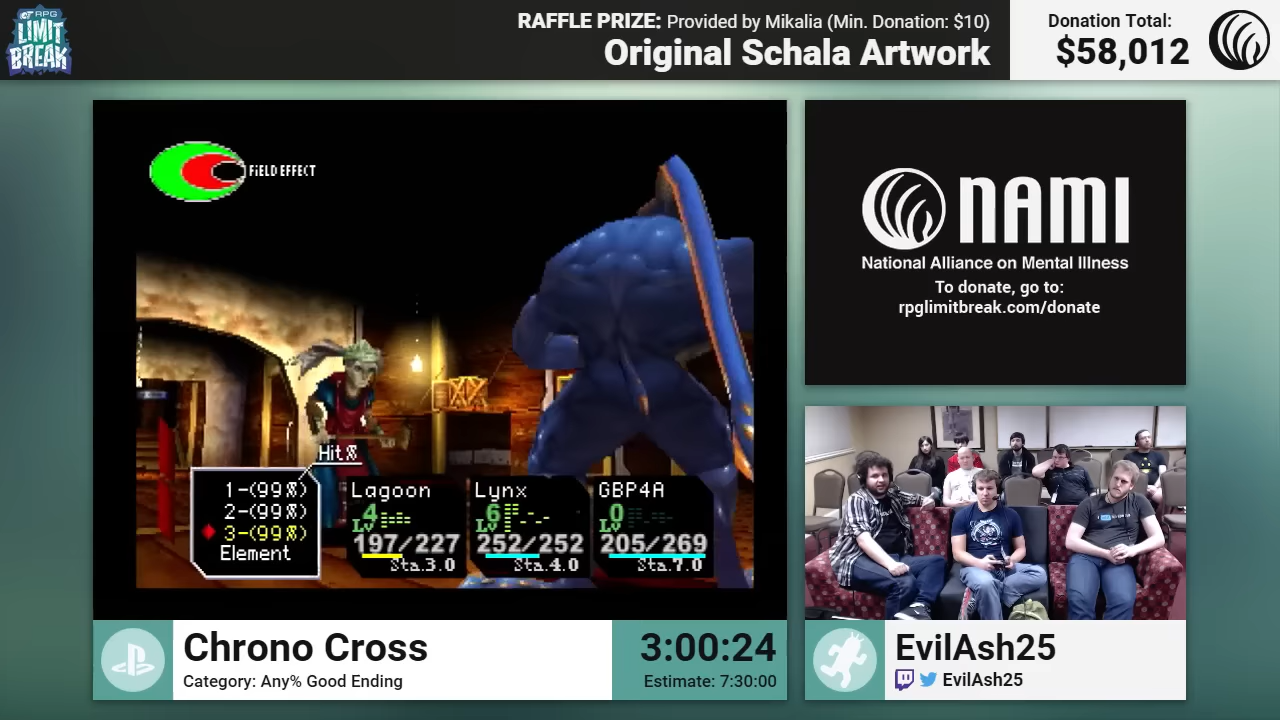 RPG
LIMIT
BREAK
RAFFLE PRIZE: Provided by Mikalia (Min. Donation: $10)
Original Schala Artwork
Donation Total:
$58,012
FiELD EFFECT
Hit%
1-(99%)
2-(99%)
3-(99%)
Element
Lagoon
4
Lv
197/227
Sta.3.0
Lynx
6
Lv
252/252
Sta.4.0
GBP4A
0
Lv
205/269
Sta.7.0
NAMI
National Alliance on Mental Illness
To donate, go to:
rpglimitbreak.com/donate
Chrono Cross
Category: Any% Good Ending
3:00:24
Estimate: 7:30:00
EvilAsh25
EvilAsh25